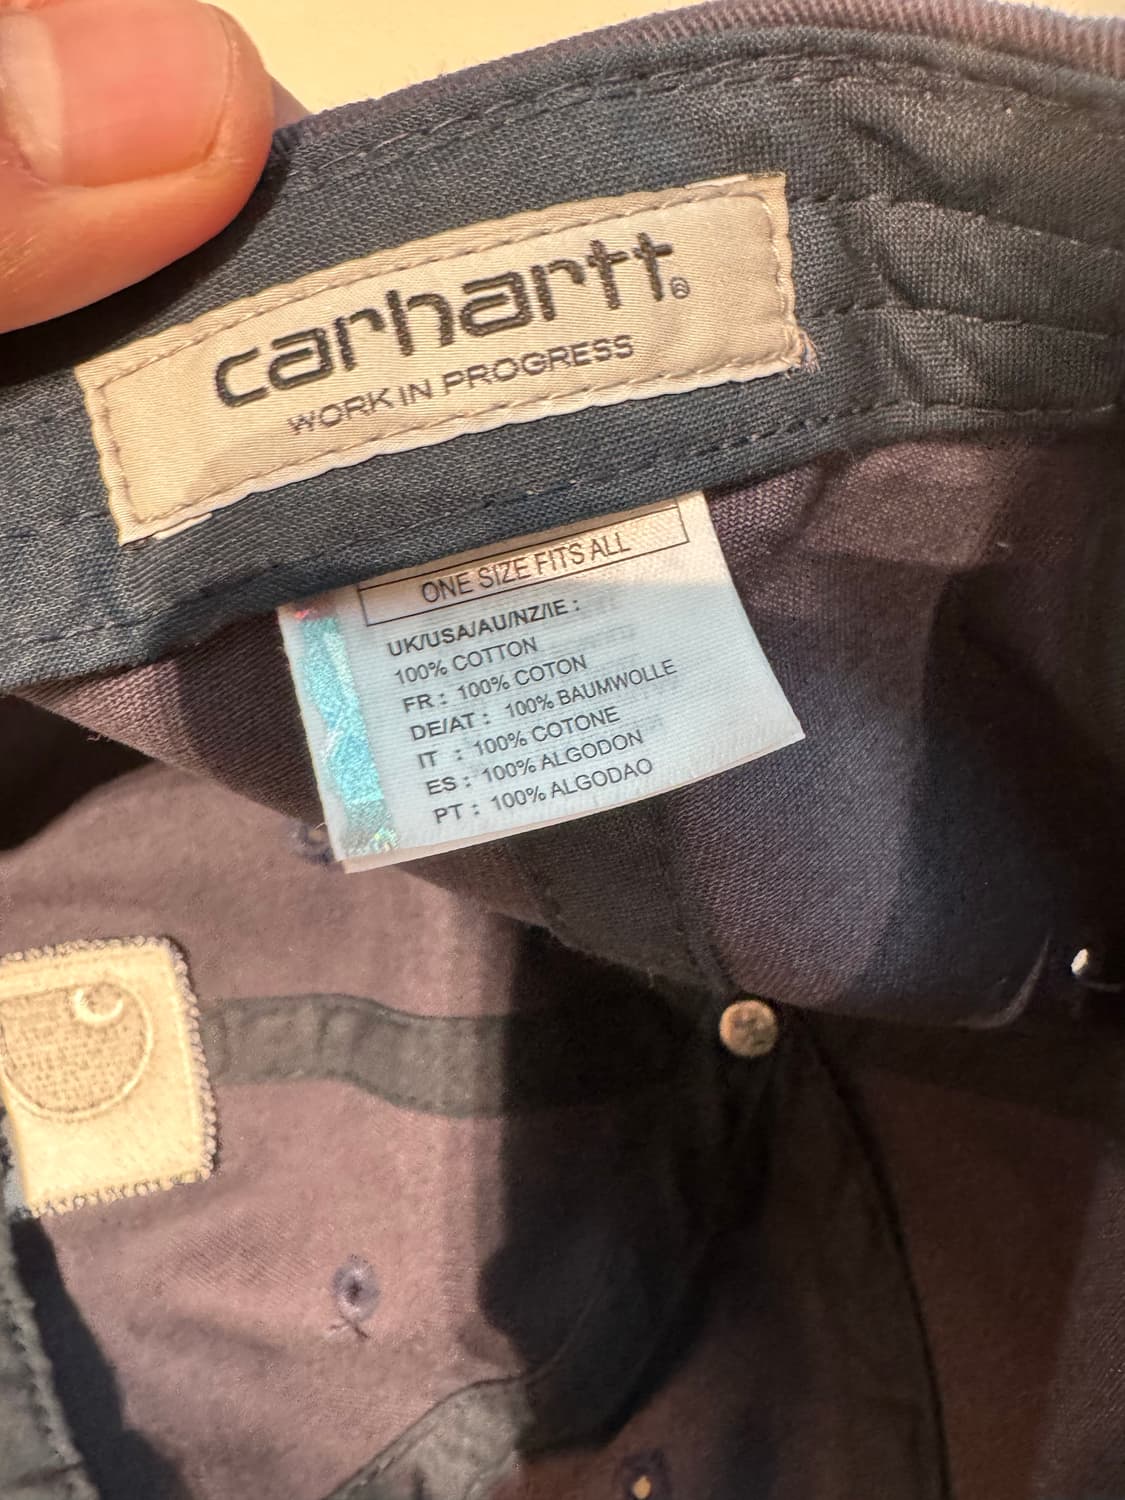 carhartt®
WORK IN PROGRESS
ONE SIZE FITS ALL
UK/USA/AU/NZ/IE :
100% COTTON
FR : 100% COTON
DE/AT : 100% BAUMWOLLE
IT : 100% COTONE
ES : 100% ALGODON
PT : 100% ALGODAO